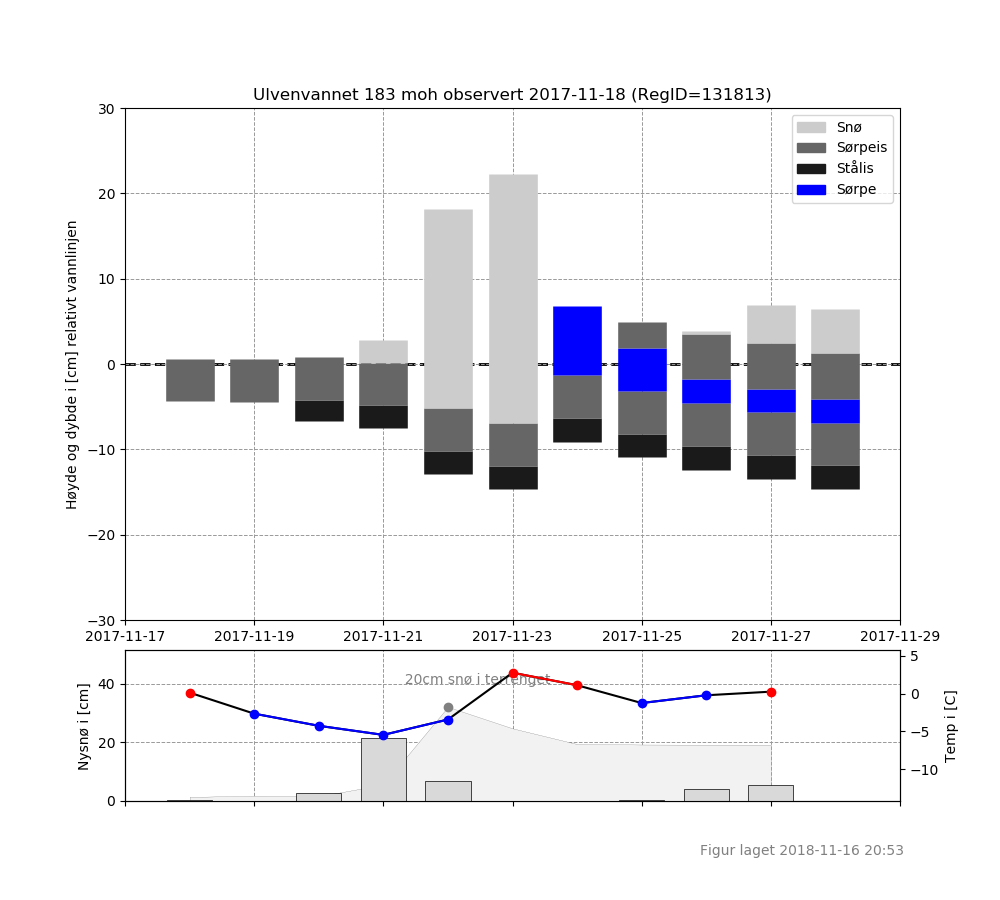 Ulvenvannet 183 moh observert 2017-11-18 (RegID=131813)
Høyde og dybde i [cm] relativt vannlinjen
30
20
10
0
−10
−20
−30
Snø
Sørpeis
Stålis
Sørpe
2017-11-17 2017-11-19 2017-11-21 2017-11-23 2017-11-25 2017-11-27 2017-11-29
Nysnø i [cm]
40
20
0
20cm snø i terrenget
5
0
−5
−10
Temp i [C]
Figur laget 2018-11-16 20:53